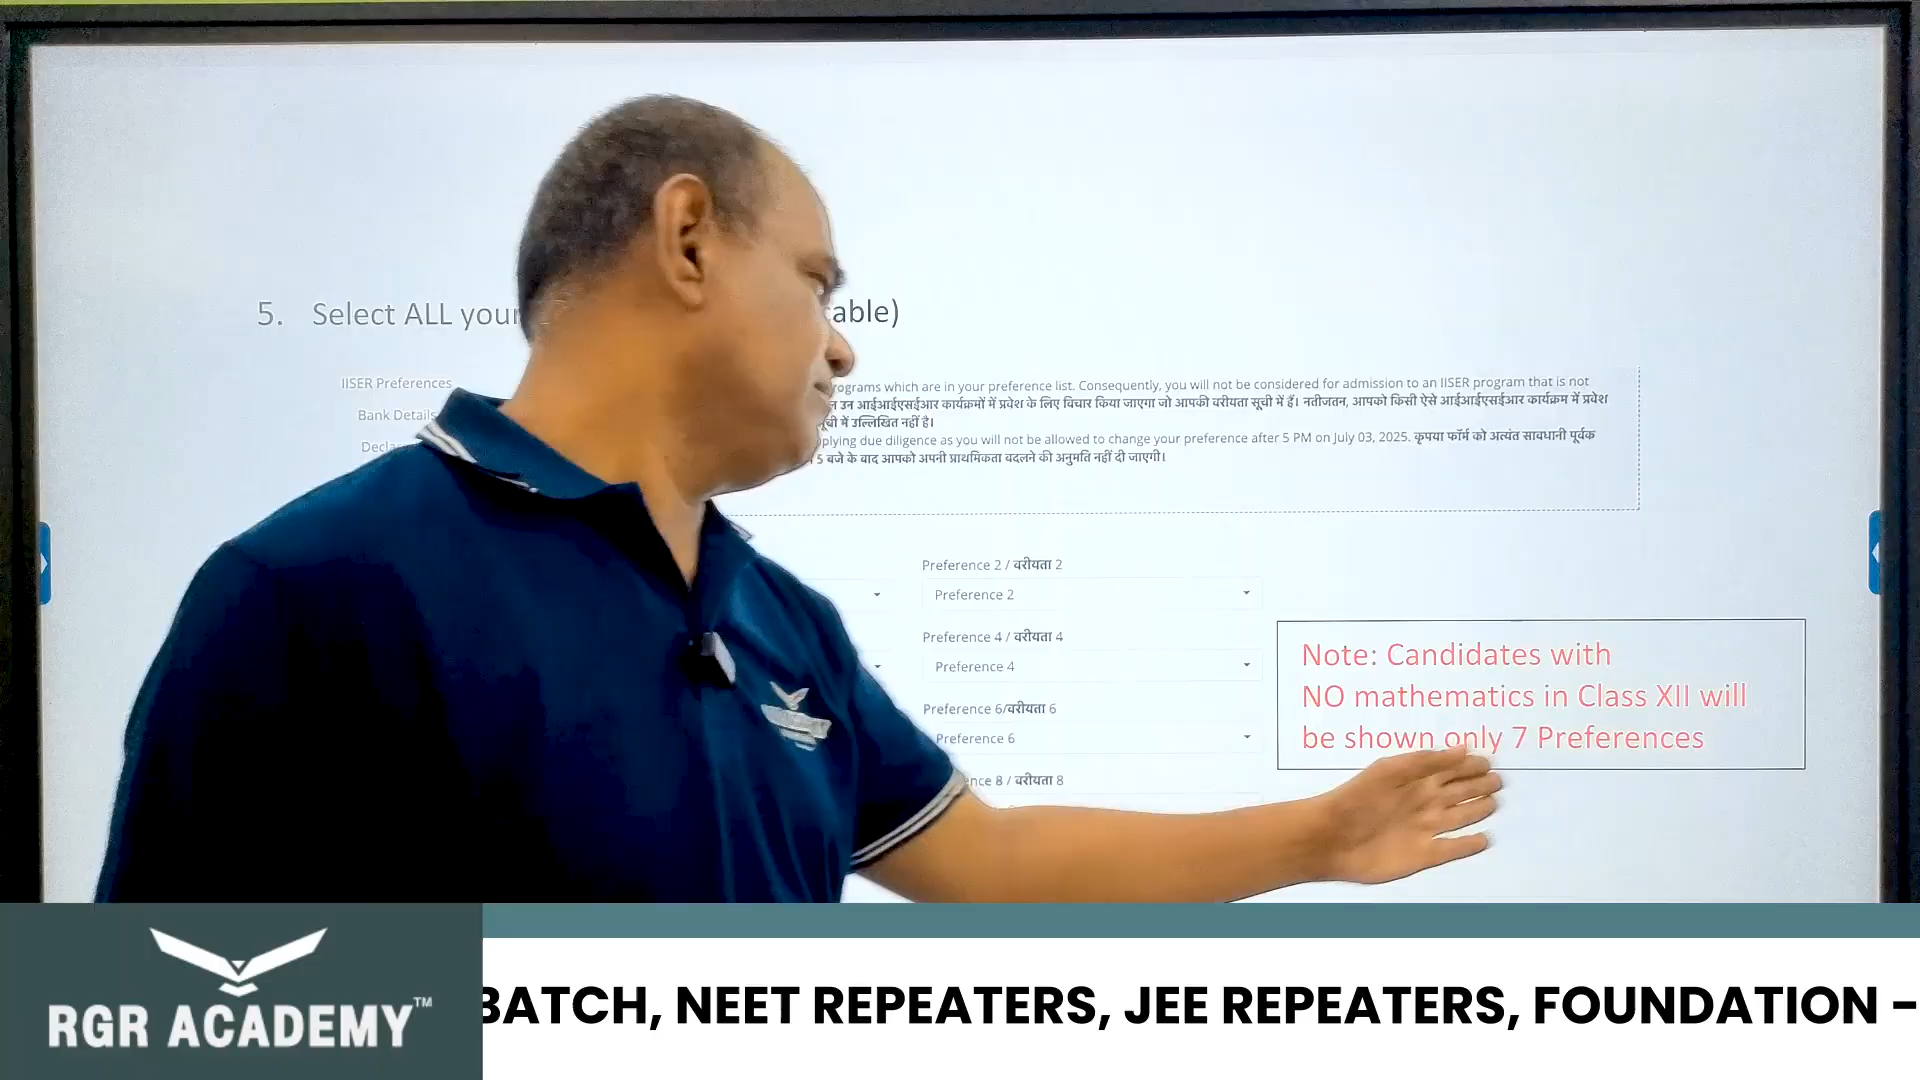 5. Select ALL your
cable)
IISER Preferences
Bank Details
programs which are in your preference list. Consequently, you will not be considered for admission to an IISER program that is not
उन आईआईएसईआर कार्यक्रमों में प्रवेश के लिए विचार किया जाएगा जो आपकी वरीयता सूची में हैं। नतीजतन, आपको किसी ऐसे आईआईएसईआर कार्यक्रम में प्रवेश
सूची में उल्लिखित नहीं है।
Decla
plying due diligence as you will not be allowed to change your preference after 5 PM on July 03, 2025. कृपया फॉर्म को अत्यंत सावधानी पूर्वक
5 बजे के बाद आपको अपनी प्राथमिकता बदलने की अनुमति नहीं दी जाएगी।
Preference 2 / वरीयता 2
Preference 2
Preference 4 / वरीयता 4
Preference 4
Preference 6/वरीयता 6
Preference 6
ence 8 / वरीयता 8
Note: Candidates with
NO mathematics in Class XII will
be shown only 7 Preferences
RGR ACADEMY™
BATCH, NEET REPEATERS, JEE REPEATERS, FOUNDATION -